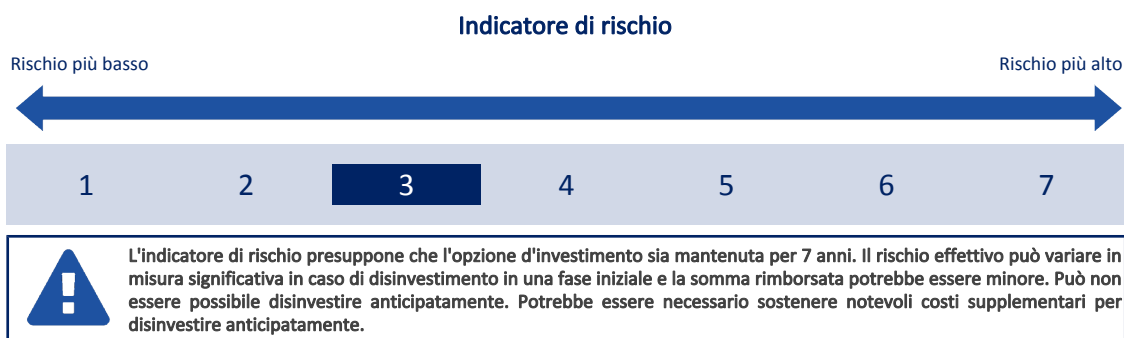 Indicatore di rischio
Rischio più basso
Rischio più alto
1 2 3 4 5 6 7
L'indicatore di rischio presuppone che l'opzione d'investimento sia mantenuta per 7 anni. Il rischio effettivo può variare in
misura significativa in caso di disinvestimento in una fase iniziale e la somma rimborsata potrebbe essere minore. Può non
essere possibile disinvestire anticipatamente. Potrebbe essere necessario sostenere notevoli costi supplementari per
disinvestire anticipatamente.